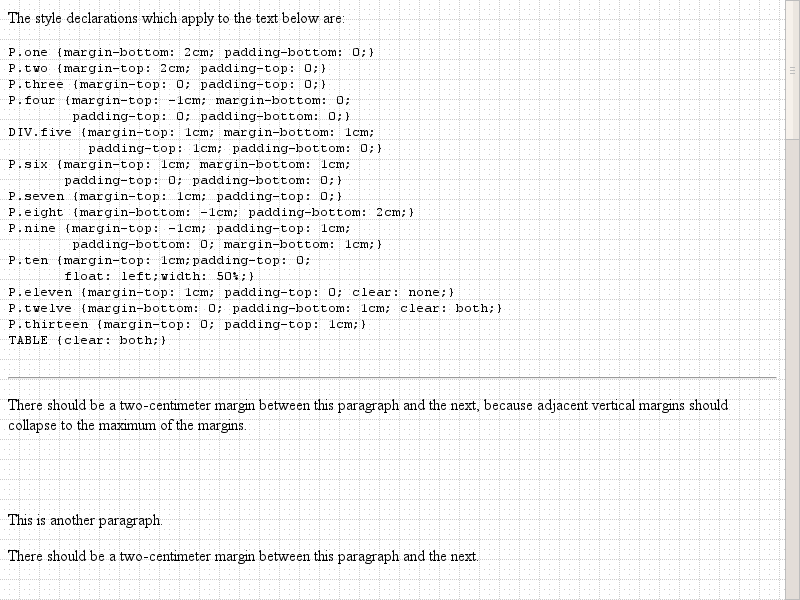 The style declarations which apply to the text below are:
P.one {margin-bottom: 2cm; padding-bottom: 0;}
P.two {margin-top: 2cm; padding-top: 0;}
P.three {margin-top: 0; padding-top: 0;}
P.four {margin-top: -1cm; margin-bottom: 0;
        padding-top: 0; padding-bottom: 0;}
DIV.five {margin-top: 1cm; margin-bottom: 1cm;
          padding-top: 1cm; padding-bottom: 0;}
P.six {margin-top: 1cm; margin-bottom: 1cm;
       padding-top: 0; padding-bottom: 0;}
P.seven {margin-top: 1cm; padding-top: 0;}
P.eight {margin-bottom: -1cm; padding-bottom: 2cm;}
P.nine {margin-top: -1cm; padding-top: 1cm;
        padding-bottom: 0; margin-bottom: 1cm;}
P.ten {margin-top: 1cm;padding-top: 0;
       float: left;width: 50%;}
P.eleven {margin-top: 1cm; padding-top: 0; clear: none;}
P.twelve {margin-bottom: 0; padding-bottom: 1cm; clear: both;}
P.thirteen {margin-top: 0; padding-top: 1cm;}
TABLE {clear: both;}
There should be a two-centimeter margin between this paragraph and the next, because adjacent vertical margins should
collapse to the maximum of the margins.
This is another paragraph.
There should be a two-centimeter margin between this paragraph and the next.